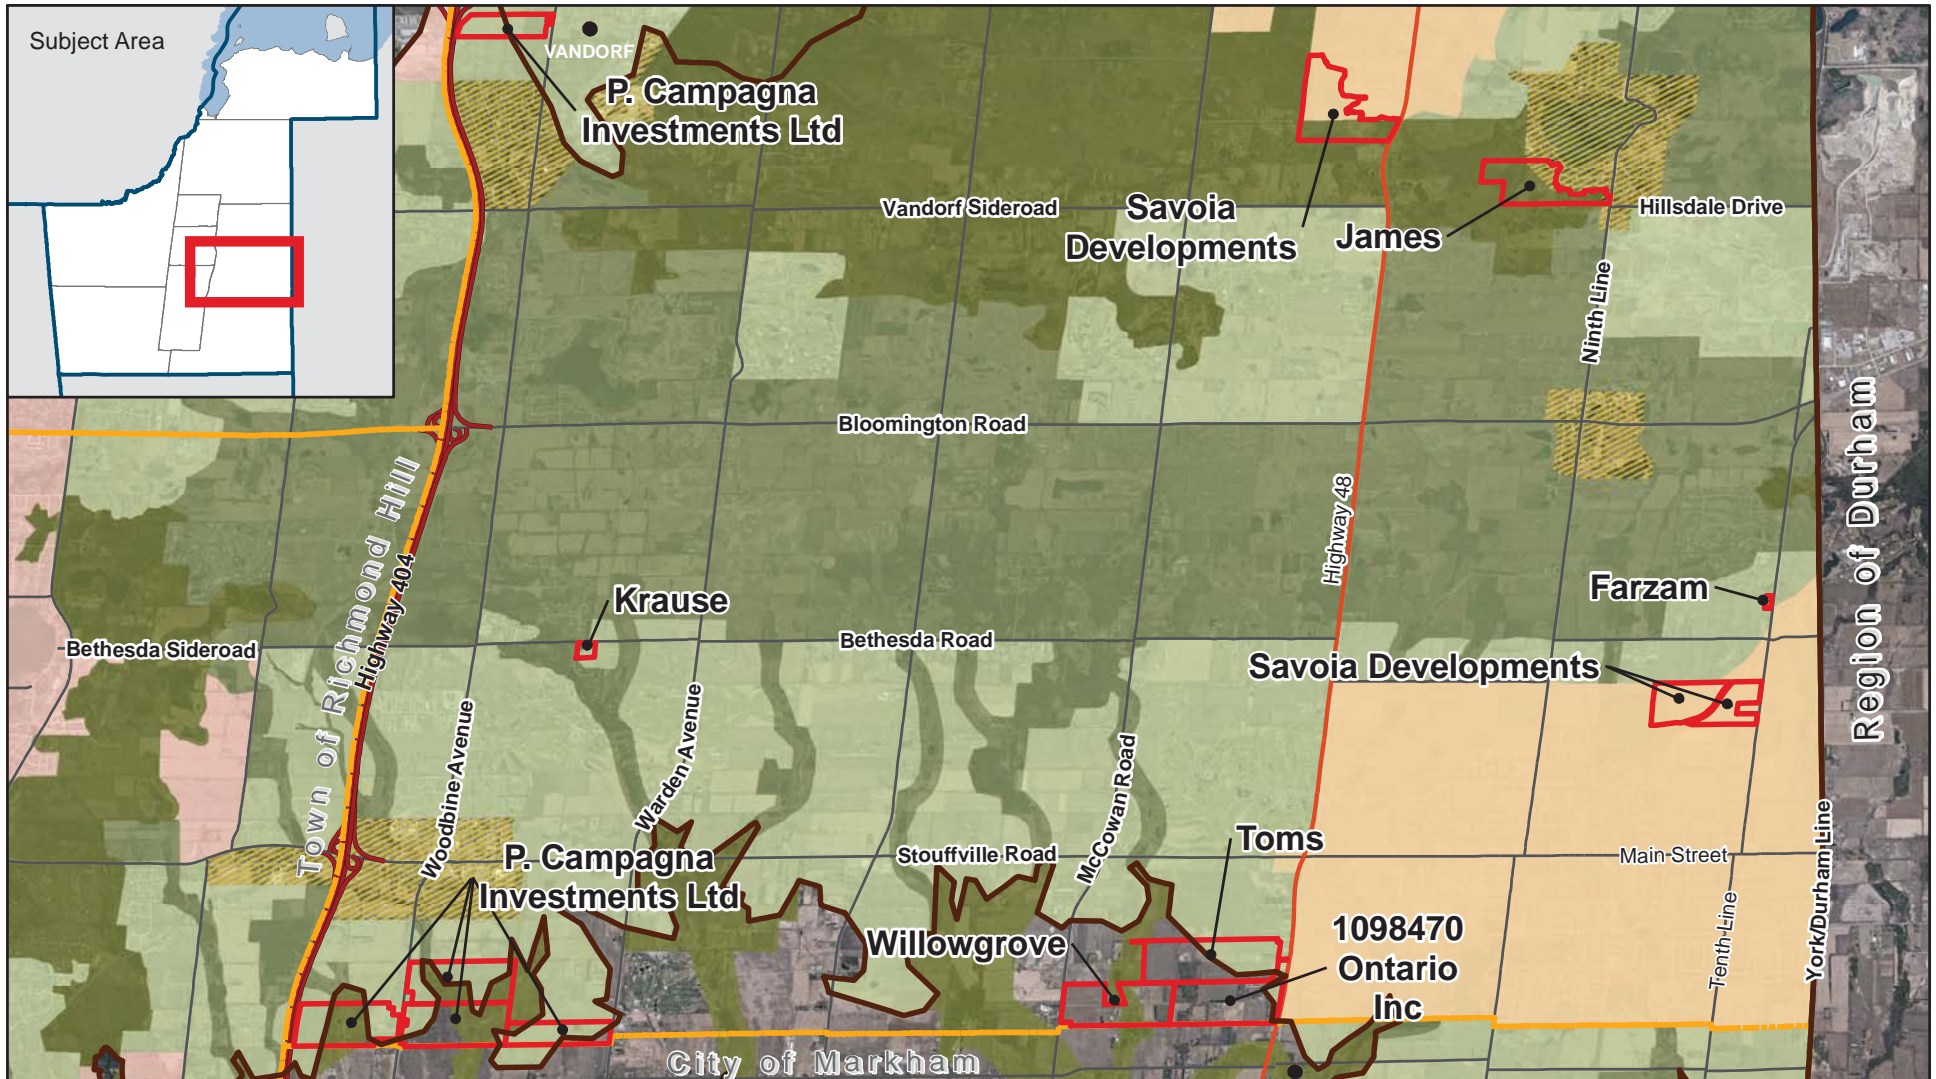 Subject Area
VANDORF
P. Campagna
Investments Ltd
Vandorf Sideroad
Savoia
Developments
James
Hillsdale Drive
Ninth Line
Bloomington Road
Town of Richmond Hill
Highway 404
Highway 48
Region of Durham
Krause
Farzam
Bethesda Sideroad
Bethesda Road
Savoia Developments
Woodbine Avenue
Warden Avenue
McCowan Road
Toms
Stouffville Road
Main Street
P. Campagna
Investments Ltd
Willowgrove
1098470
Ontario
Inc
Tenth Line
York/Durham Line
City of Markham